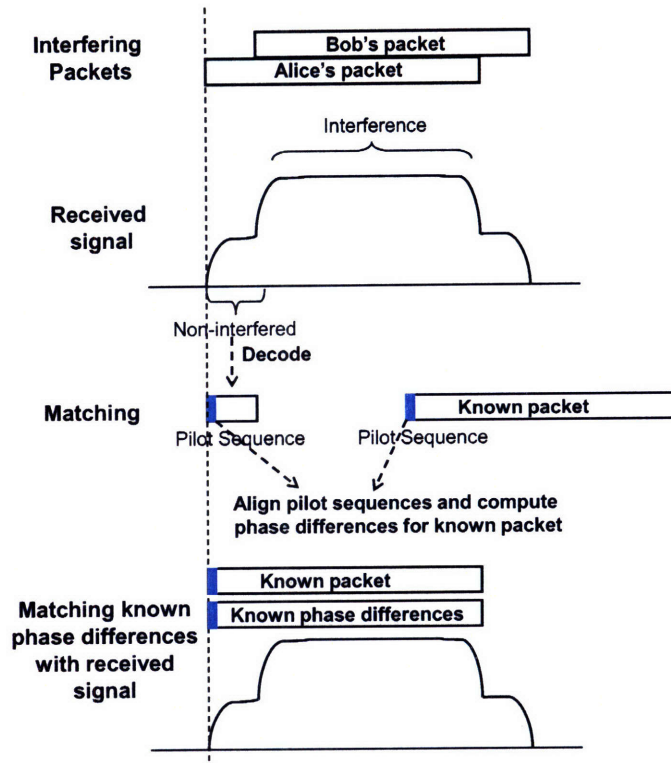 Interfering
Packets
Bob's packet
Alice's packet
Interference
Received
signal
Non-interfered
Decode
Matching
Known packet
Pilot Sequence
Pilot Sequence
Align pilot sequences and compute
phase differences for known packet
Known packet
Known phase differences
Matching known
phase differences
with received
signal